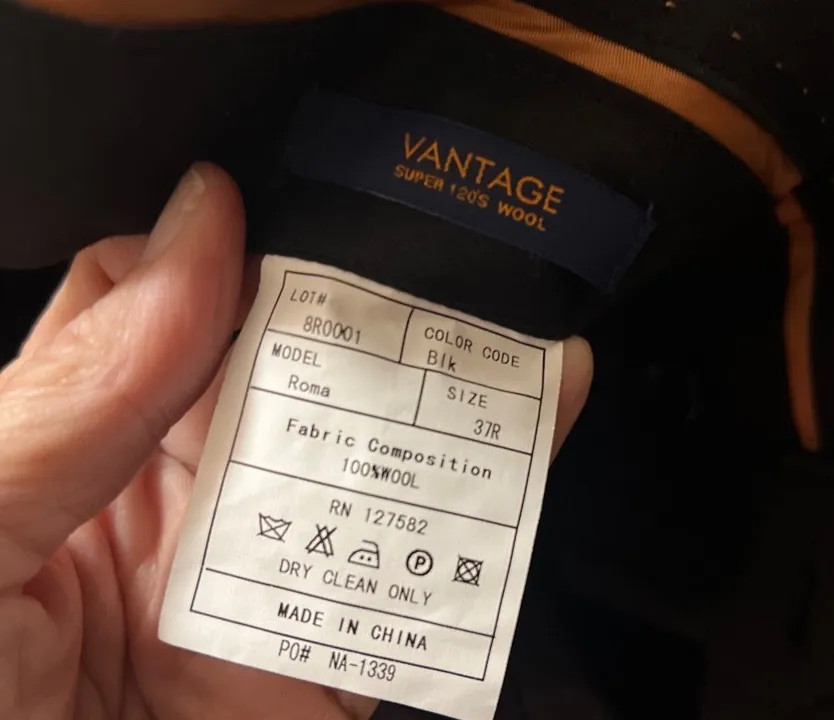 VANTAGE
SUPER 120'S WOOL
LOT#
8R0001
COLOR CODE
Blk
MODEL
Roma
SIZE
37R
Fabric Composition
100%WOOL
RN 127582
P
DRY CLEAN ONLY
MADE IN CHINA
PO# NA-1339